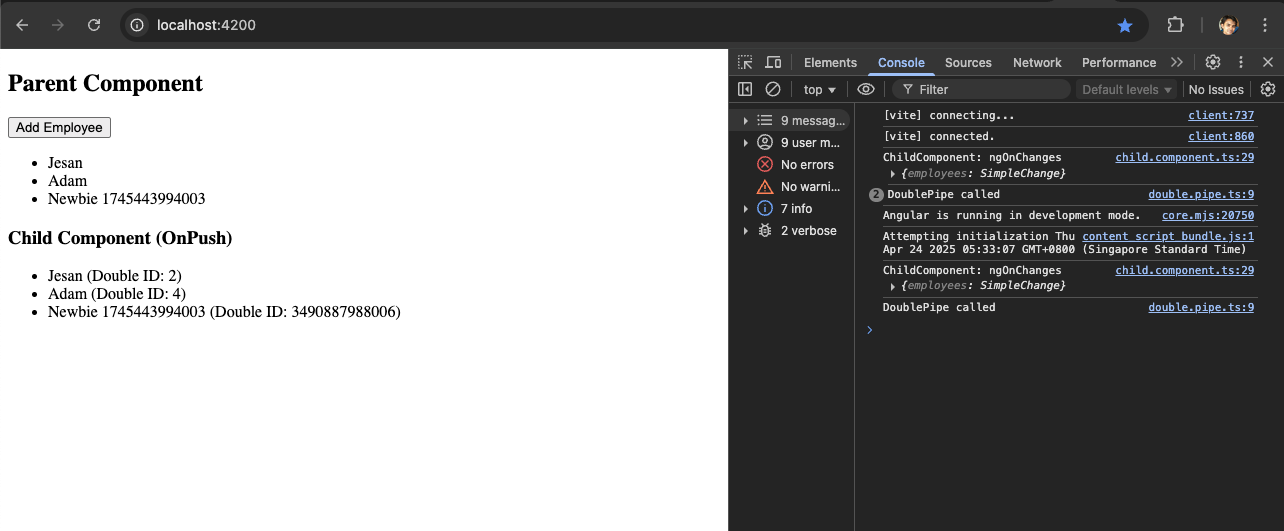 localhost:4200
Parent Component
Add Employee
Jesan
Adam
Newbie 1745443994003
Child Component (OnPush)
Jesan (Double ID: 2)
Adam (Double ID: 4)
Newbie 1745443994003 (Double ID: 3490887988006)
Elements Console Sources Network Performance
top Filter Default levels No Issues
9 messag...
9 user m...
No errors
No warni...
7 info
2 verbose
[vite] connecting... client:737
[vite] connected. client:860
ChildComponent: ngOnChanges child.component.ts:29
{employees: SimpleChange}
2 DoublePipe called double.pipe.ts:9
Angular is running in development mode. core.mjs:20750
Attempting initialization Thu content_script_bundle.js:1
Apr 24 2025 05:33:07 GMT+0800 (Singapore Standard Time)
ChildComponent: ngOnChanges child.component.ts:29
{employees: SimpleChange}
DoublePipe called double.pipe.ts:9